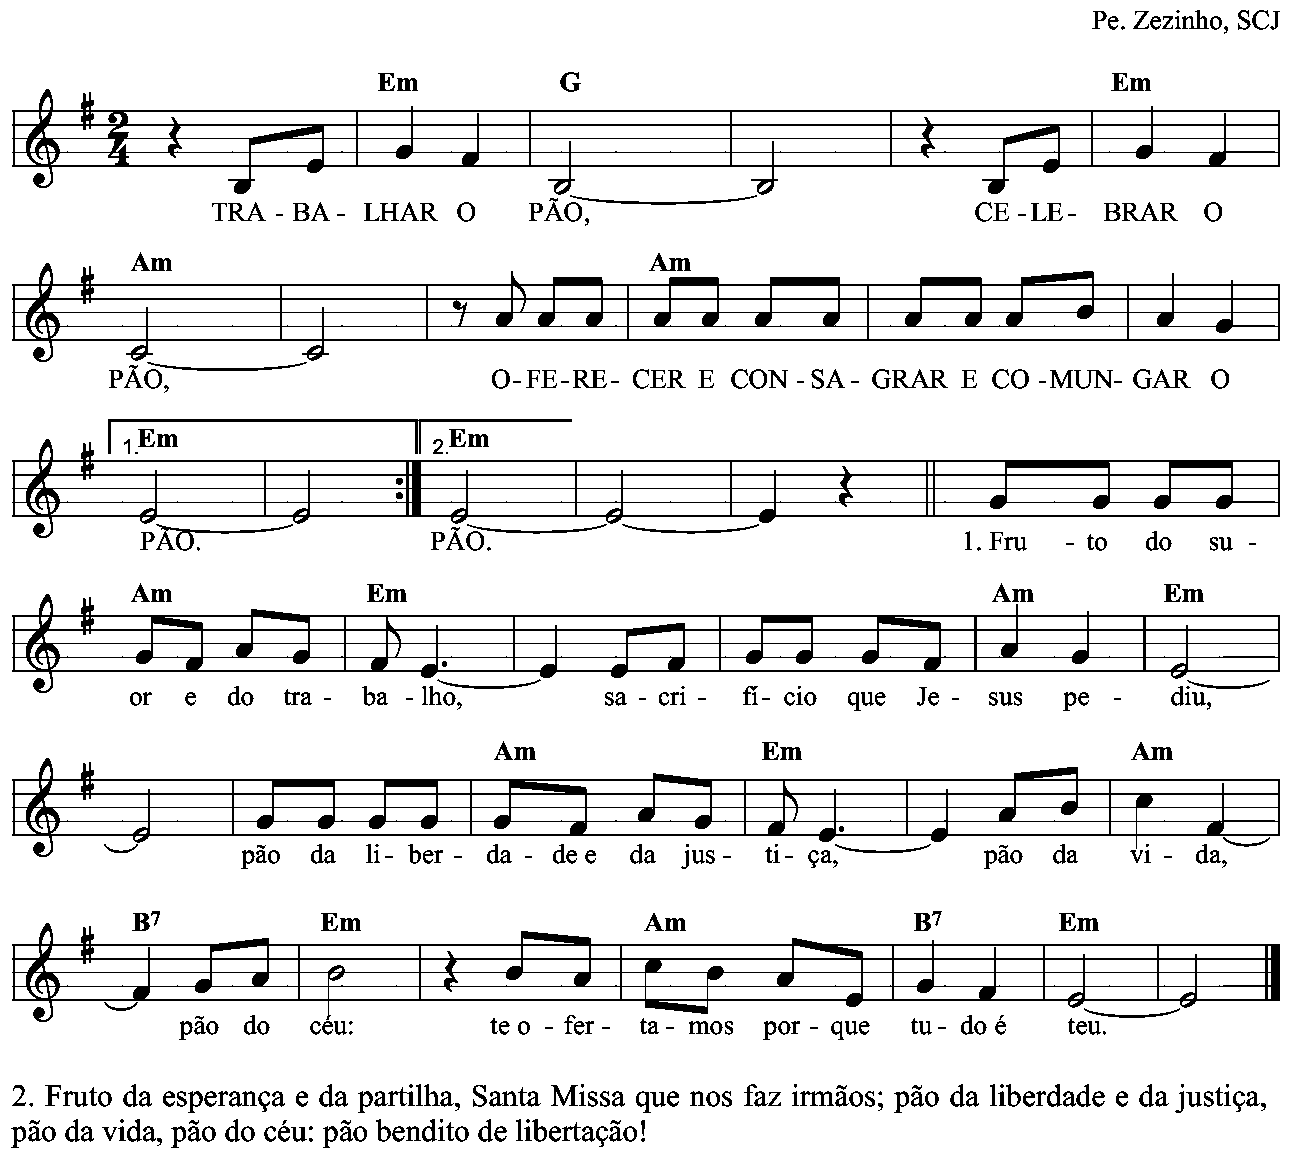 Pe. Zezinho, SCJ
Em G Em
2 4
TRA - BA - LHAR O PÃO, CE - LE - BRAR O
Am Am
PÃO, O - FE - RE - CER E CON - SA - GRAR E CO - MUN - GAR O
1. Em 2. Em
PÃO. PÃO. 1. Fru - to do su -
Am Em Am Em
or e do tra - ba - lho, sa - cri - fí - cio que Je - sus pe - diu,
Am Em Am
pão da li - ber - da - de e da jus - ti - ça, pão da vi - da,
B7 Em Am B7 Em
pão do céu: te o - fer - ta - mos por - que tu - do é teu.
2. Fruto da esperança e da partilha, Santa Missa que nos faz irmãos; pão da liberdade e da justiça,
pão da vida, pão do céu: pão bendito de libertação!